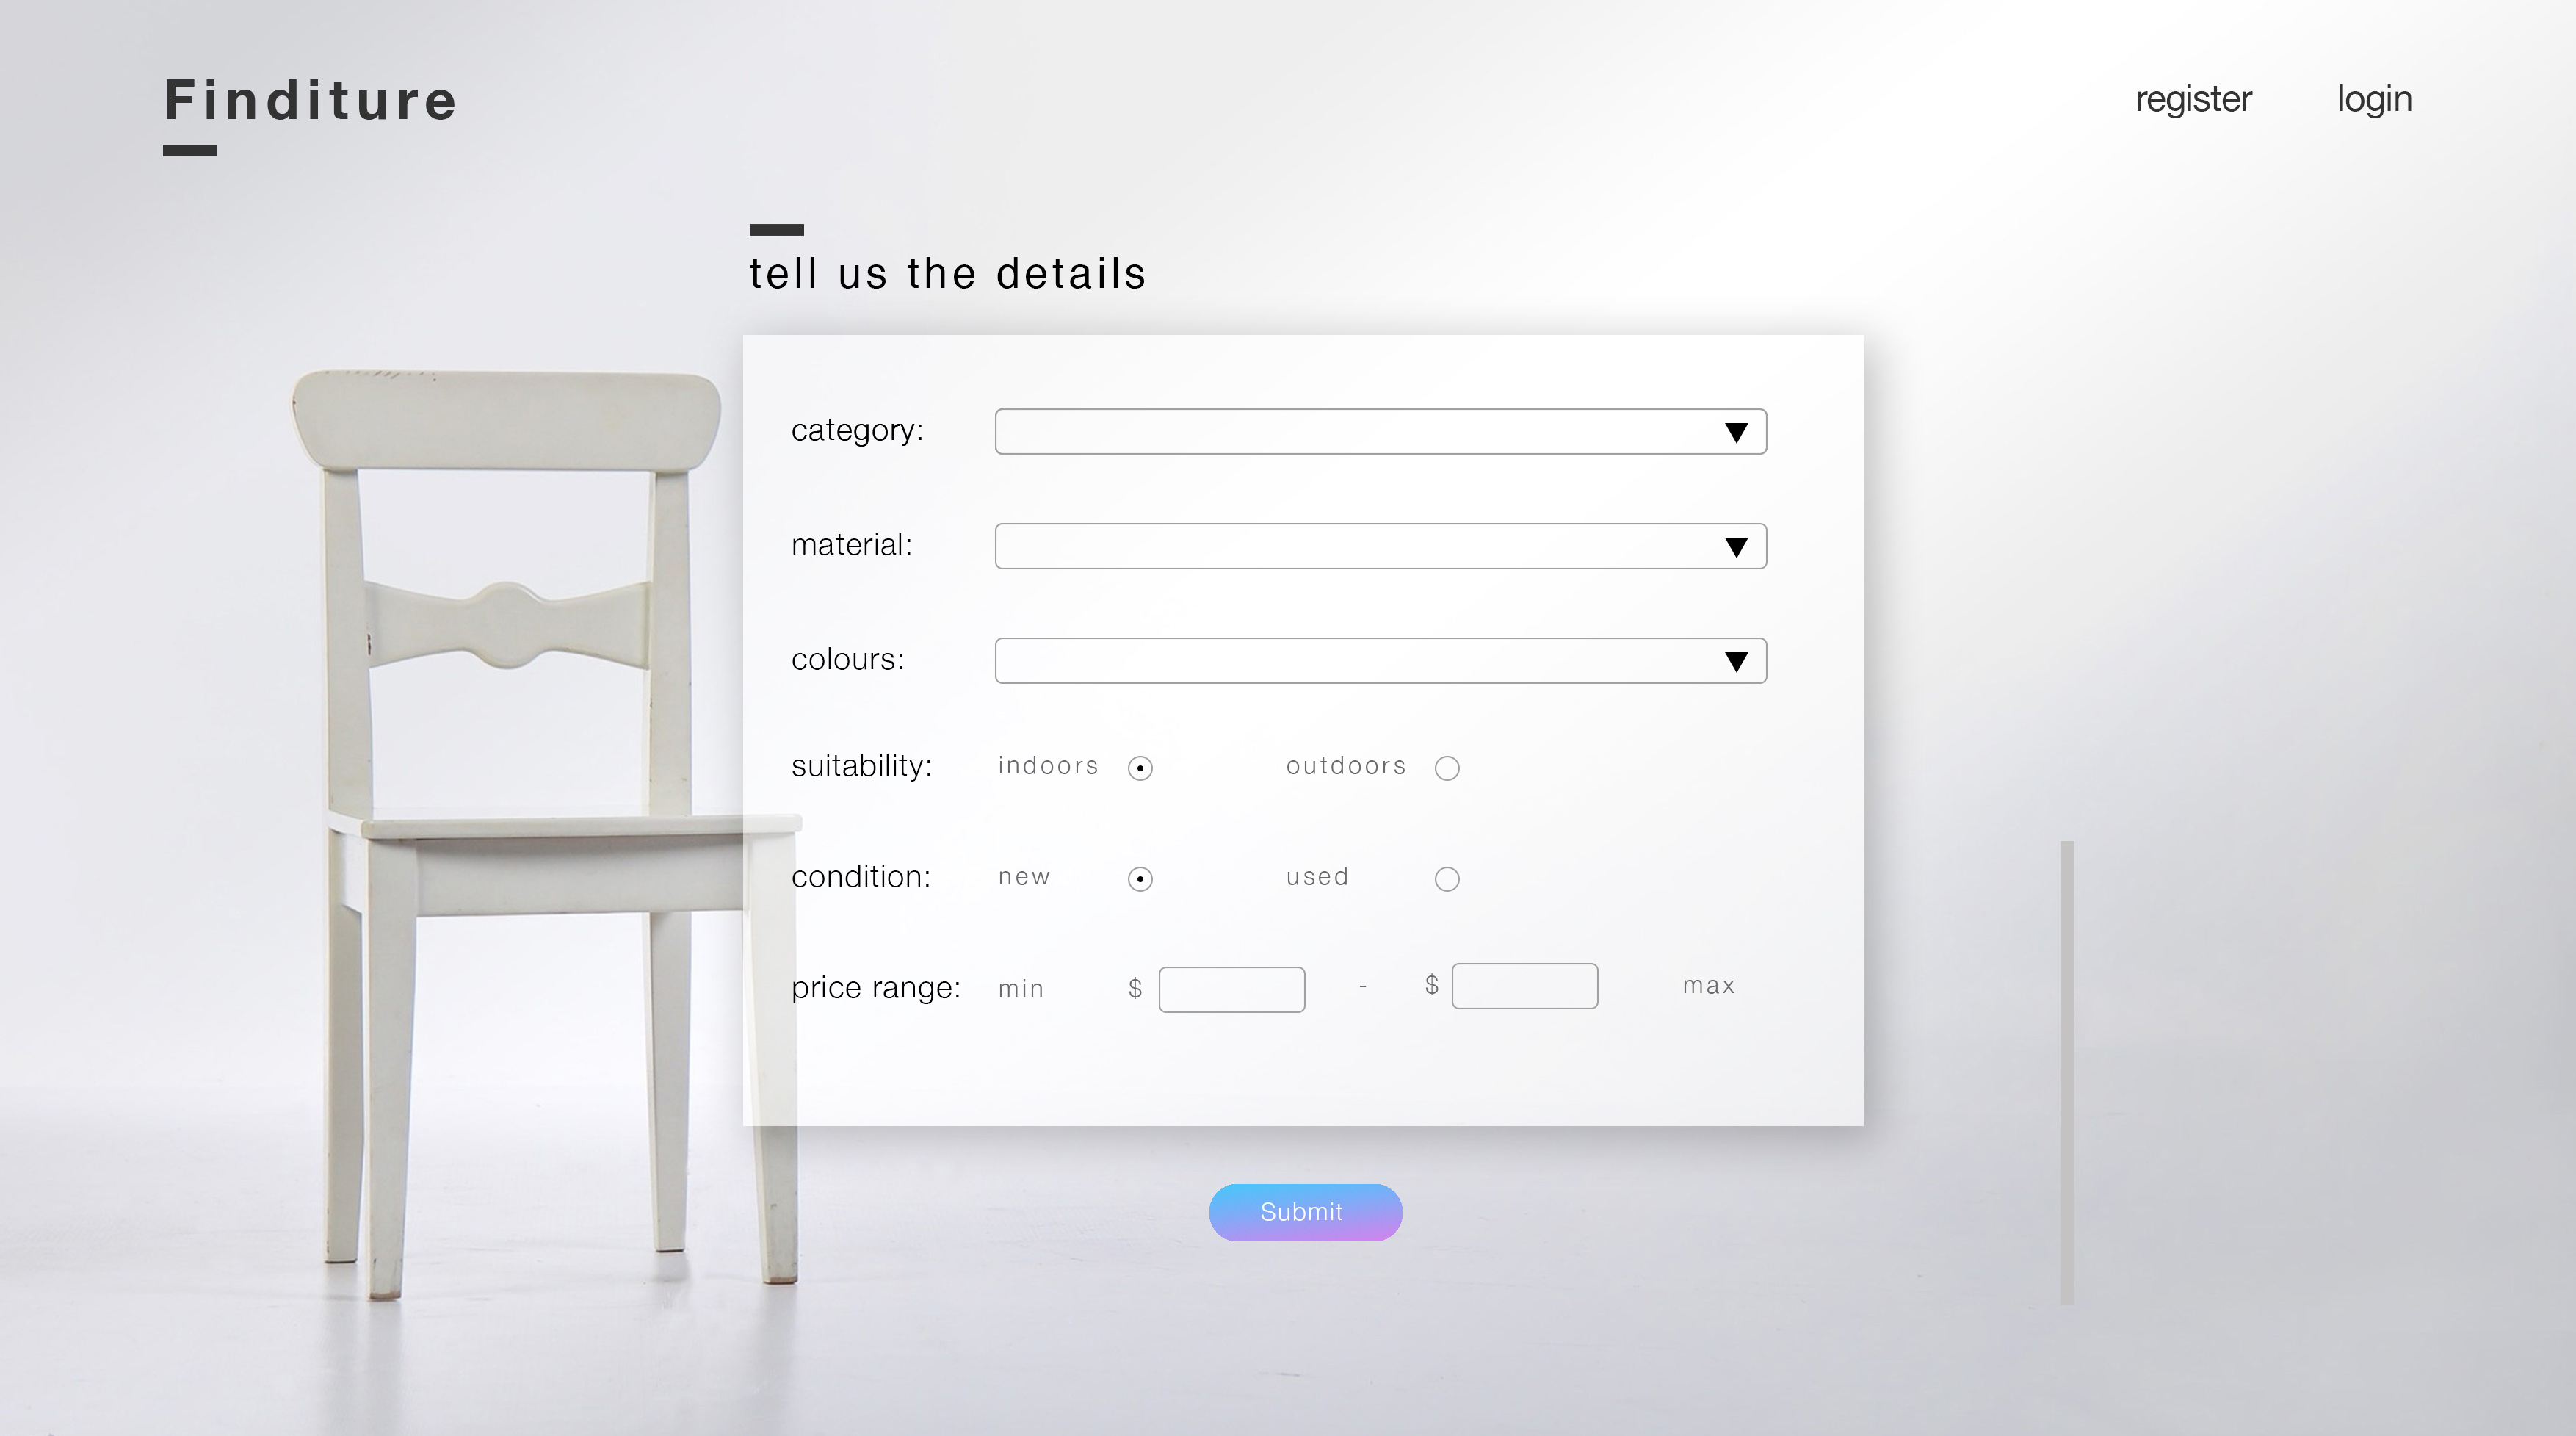 Finditure
register login
tell us the details
category:
material:
colours:
suitability: indoors outdoors
condition: new used
price range: min $ - $ max
Submit